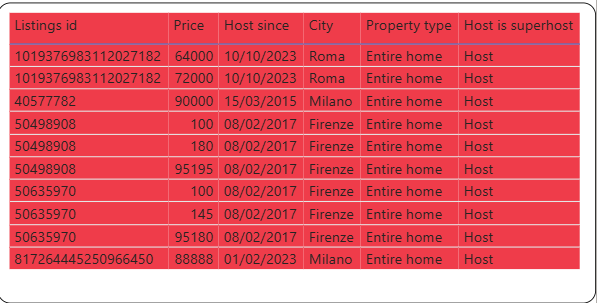 Listings id Price Host since City Property type Host is superhost
1019376983112027182 64000 10/10/2023 Roma Entire home Host
1019376983112027182 72000 10/10/2023 Roma Entire home Host
40577782 90000 15/03/2015 Milano Entire home Host
50498908 100 08/02/2017 Firenze Entire home Host
50498908 180 08/02/2017 Firenze Entire home Host
50498908 95195 08/02/2017 Firenze Entire home Host
50635970 100 08/02/2017 Firenze Entire home Host
50635970 145 08/02/2017 Firenze Entire home Host
50635970 95180 08/02/2017 Firenze Entire home Host
817264445250966450 88888 01/02/2023 Milano Entire home Host